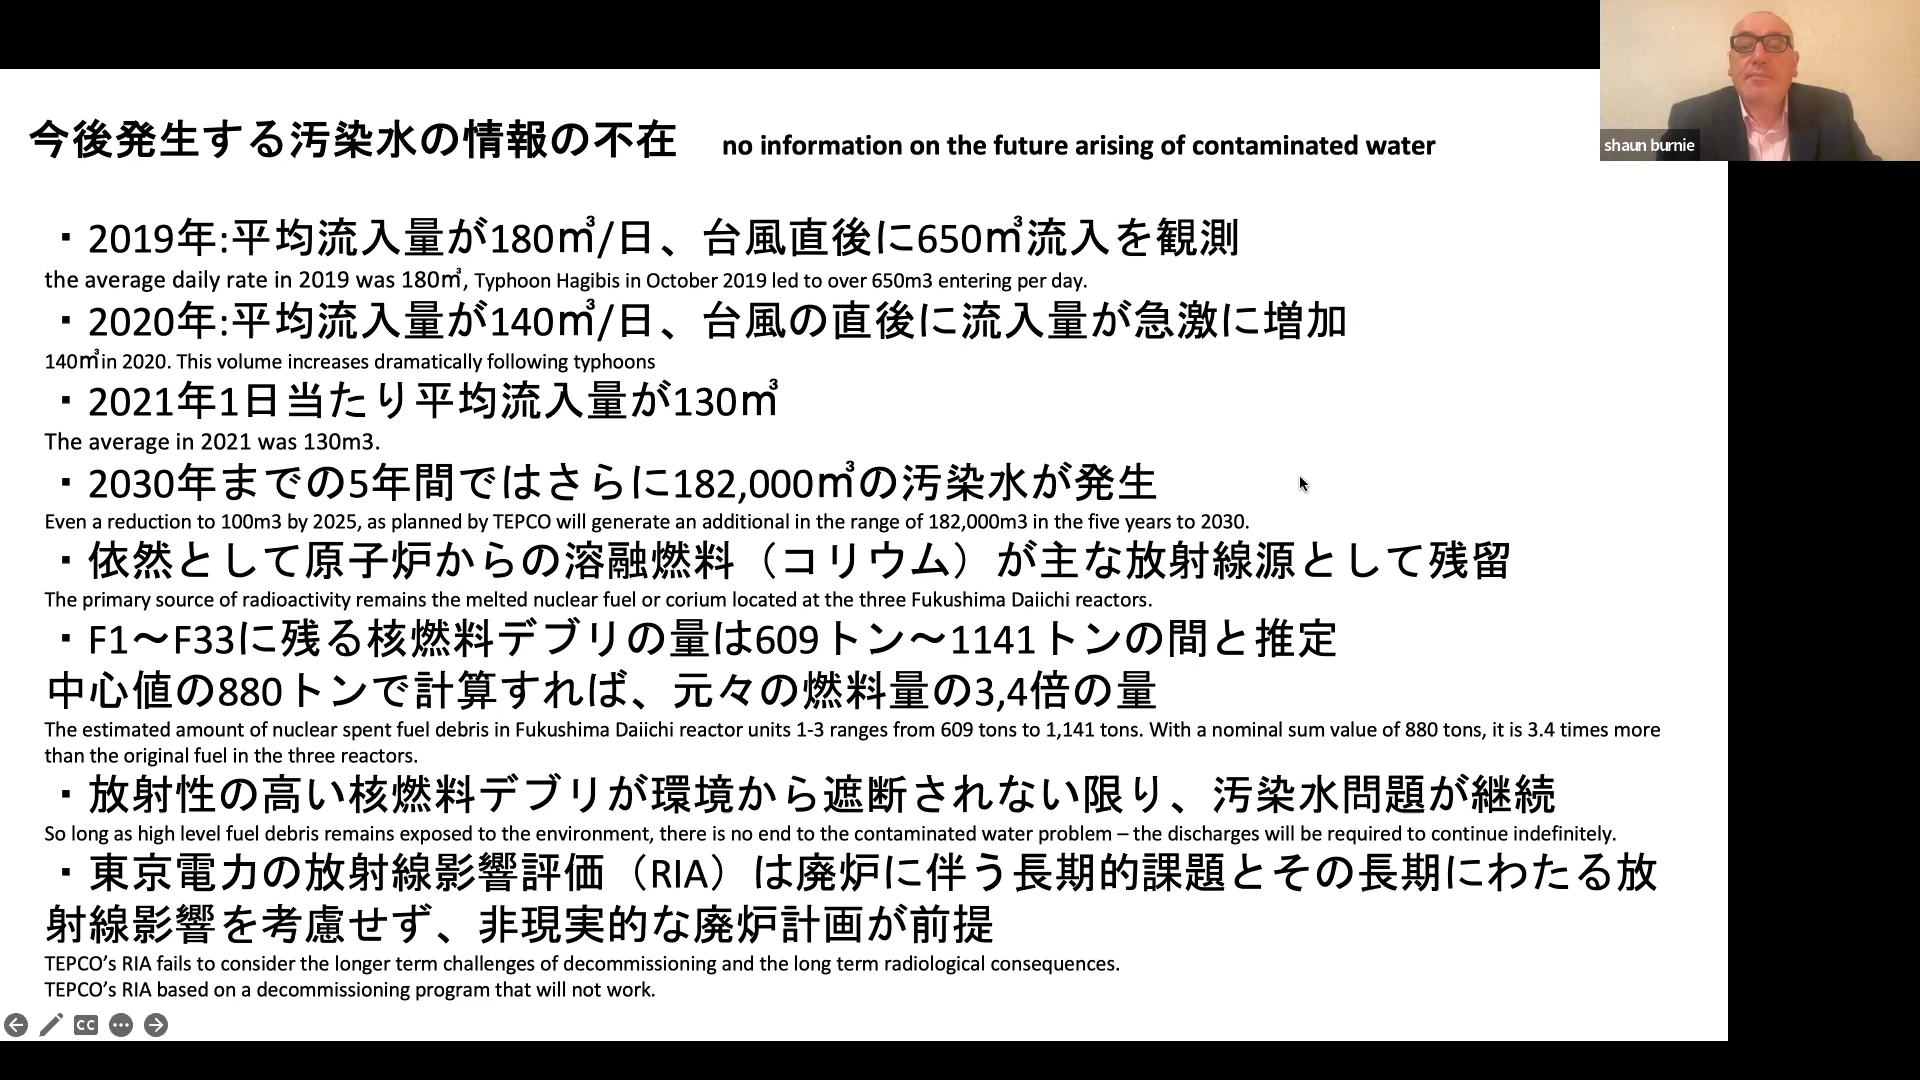 今後発生する汚染水の情報の不在 no information on the future arising of contaminated water
shaun burnie
・2019年:平均流入量が180㎥/日、台風直後に650㎥流入を観測
the average daily rate in 2019 was 180㎥, Typhoon Hagibis in October 2019 led to over 650m3 entering per day.
・2020年:平均流入量が140㎥/日、台風の直後に流入量が急激に増加
140㎥in 2020. This volume increases dramatically following typhoons
・2021年1日当たり平均流入量が130㎥
The average in 2021 was 130m3.
・2030年までの5年間ではさらに182,000㎥の汚染水が発生
Even a reduction to 100m3 by 2025, as planned by TEPCO will generate an additional in the range of 182,000m3 in the five years to 2030.
・依然として原子炉からの溶融燃料（コリウム）が主な放射線源として残留
The primary source of radioactivity remains the melted nuclear fuel or corium located at the three Fukushima Daiichi reactors.
・F1〜F33に残る核燃料デブリの量は609トン〜1141トンの間と推定
中心値の880トンで計算すれば、元々の燃料量の3,4倍の量
The estimated amount of nuclear spent fuel debris in Fukushima Daiichi reactor units 1-3 ranges from 609 tons to 1,141 tons. With a nominal sum value of 880 tons, it is 3.4 times more
than the original fuel in the three reactors.
・放射性の高い核燃料デブリが環境から遮断されない限り、汚染水問題が継続
So long as high level fuel debris remains exposed to the environment, there is no end to the contaminated water problem – the discharges will be required to continue indefinitely.
・東京電力の放射線影響評価（RIA）は廃炉に伴う長期的課題とその長期にわたる放
射線影響を考慮せず、非現実的な廃炉計画が前提
TEPCO’s RIA fails to consider the longer term challenges of decommissioning and the long term radiological consequences.
TEPCO’s RIA based on a decommissioning program that will not work.
CC